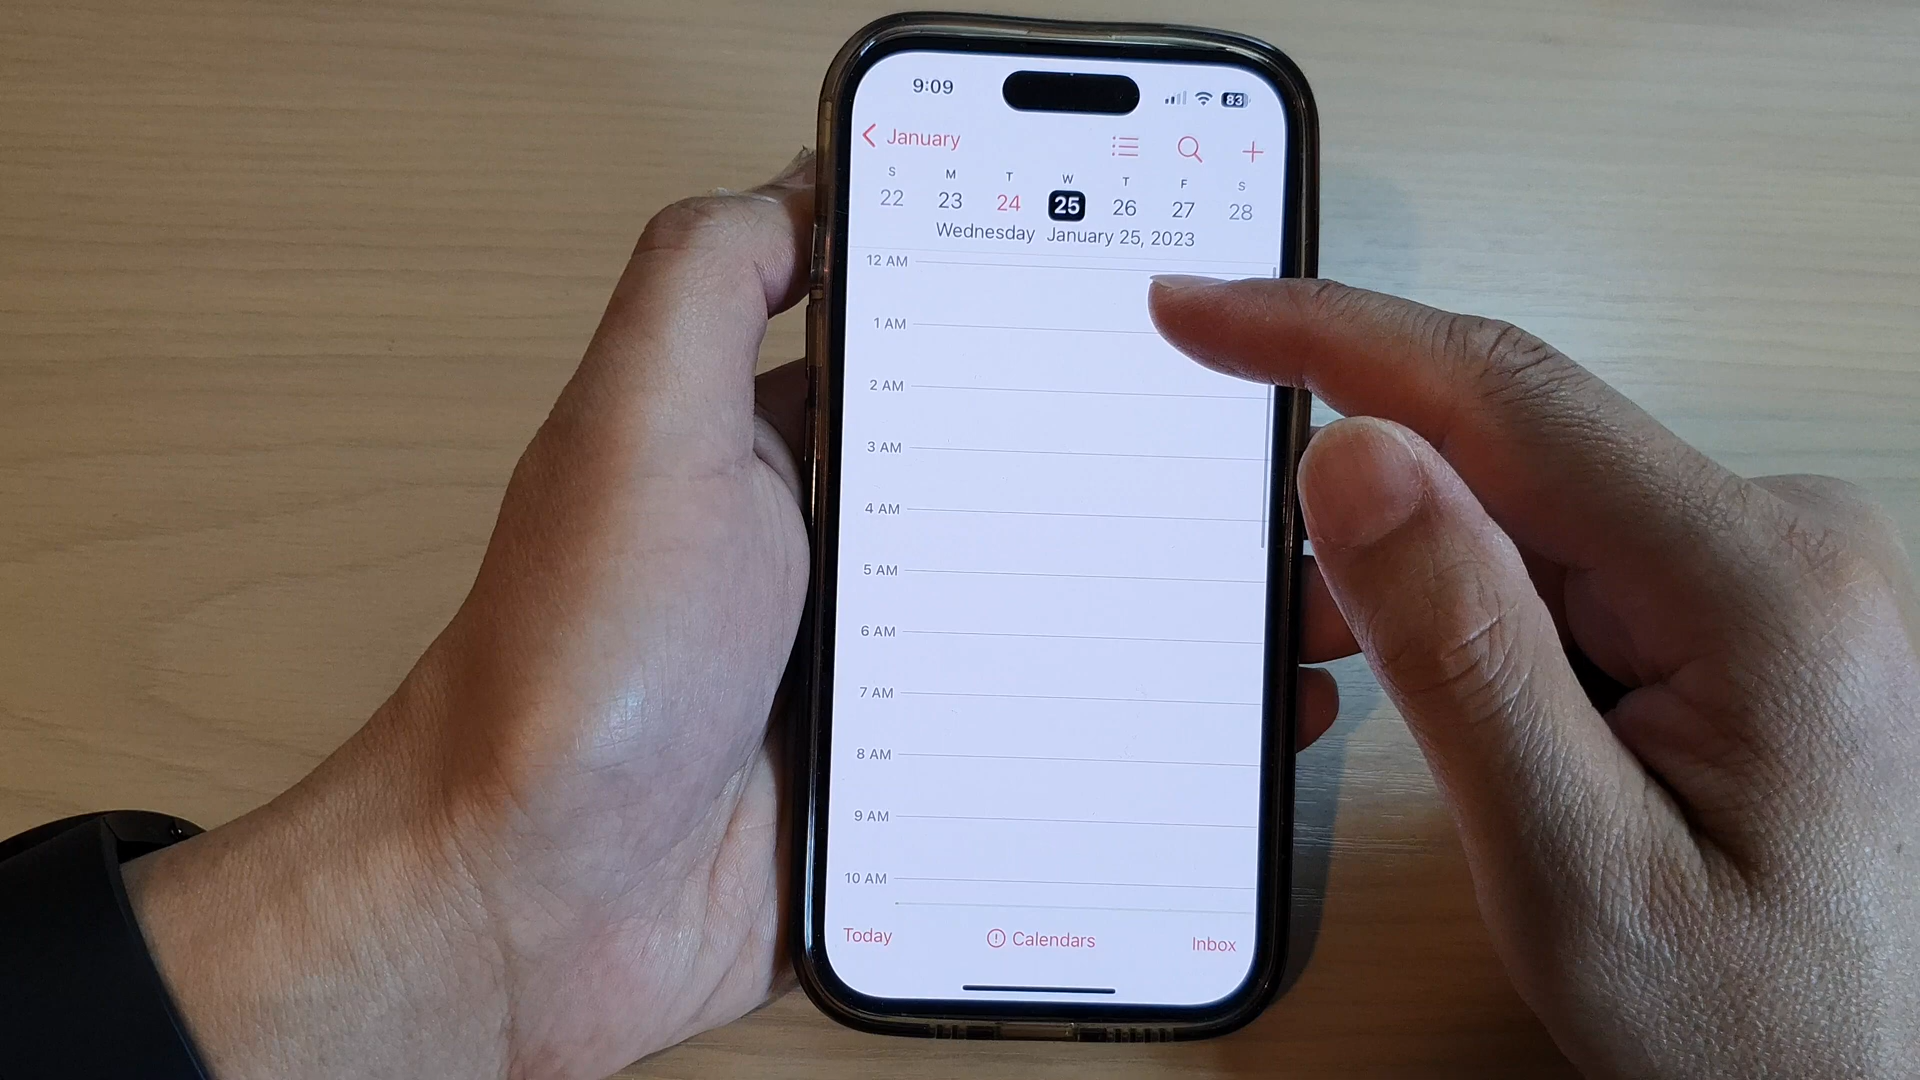 9:09 83
January
S M T W T F S
22 23 24 25 26 27 28
Wednesday January 25, 2023
12 AM
1 AM
2 AM
3 AM
4 AM
5 AM
6 AM
7 AM
8 AM
9 AM
10 AM
Today Calendars Inbox